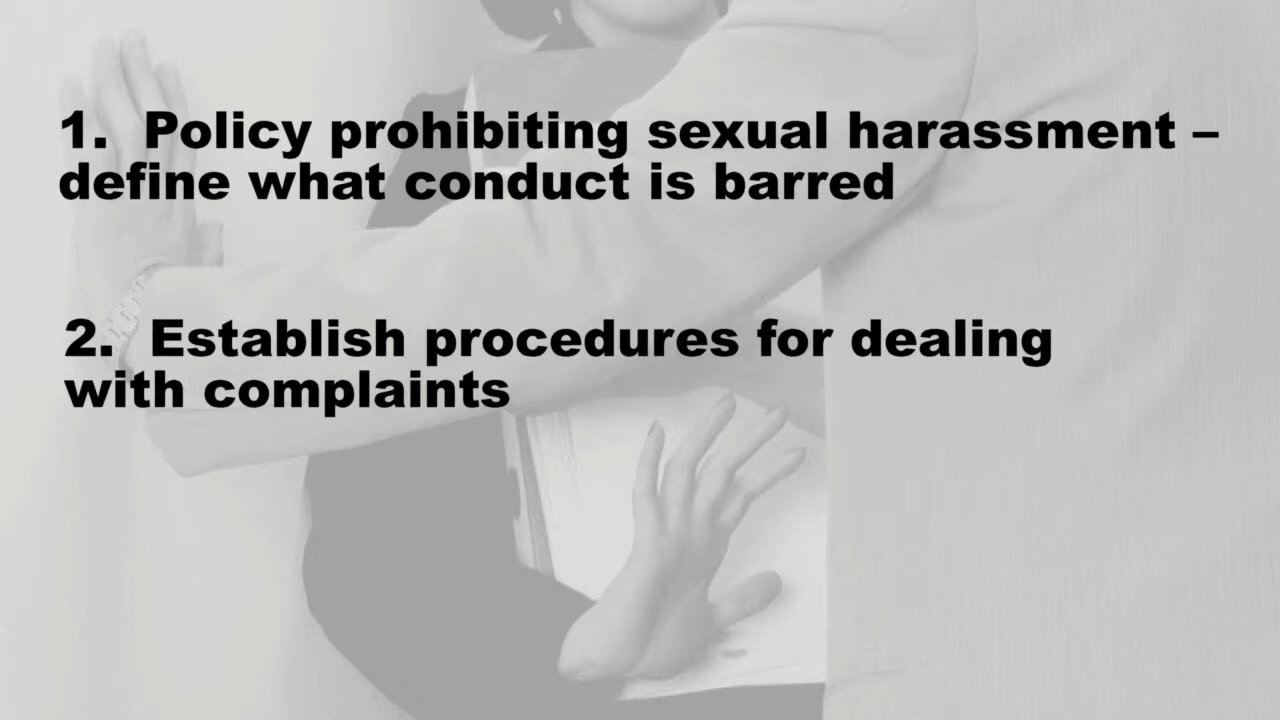 1. Policy prohibiting sexual harassment –
define what conduct is barred
2. Establish procedures for dealing
with complaints